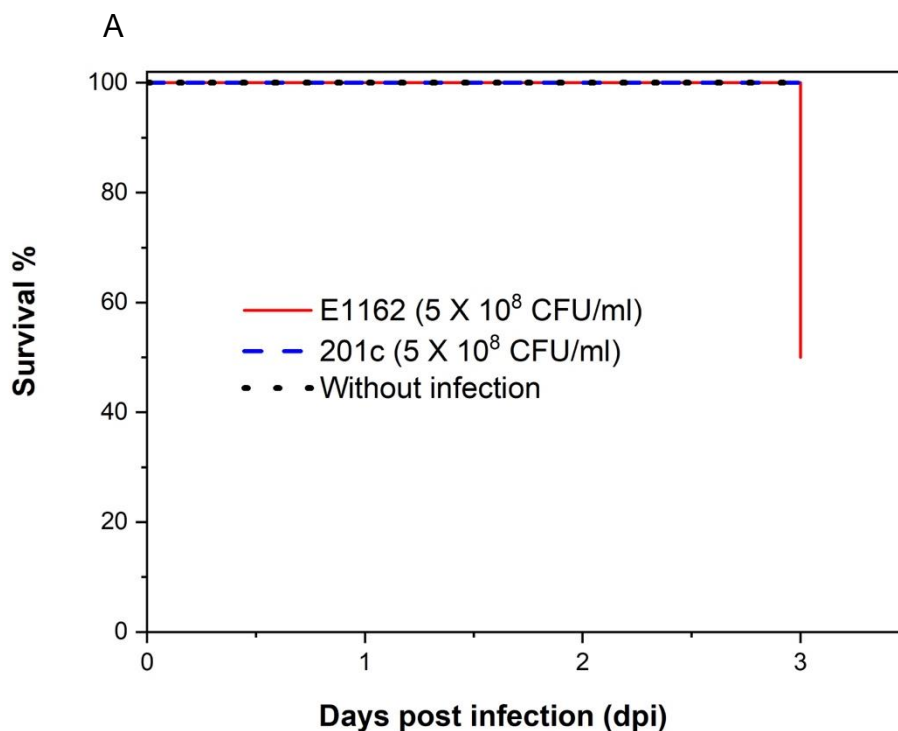 A
100
80
60
40
20
0
Survival %
E1162 (5 X 10⁸ CFU/ml)
201c (5 X 10⁸ CFU/ml)
Without infection
0 1 2 3
Days post infection (dpi)